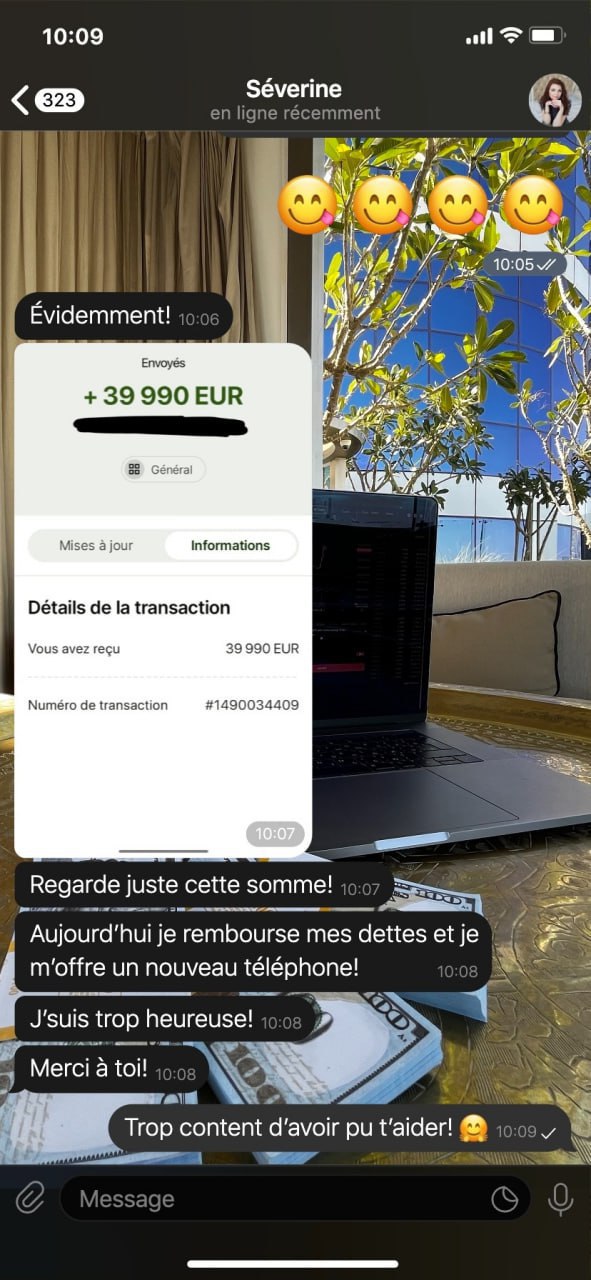 10:09
323
Séverine
en ligne récemment
10:05
Évidemment! 10:06
Envoyés
+ 39 990 EUR
Général
Mises à jour Informations
Détails de la transaction
Vous avez reçu 39 990 EUR
Numéro de transaction #1490034409
10:07
Regarde juste cette somme! 10:07
Aujourd’hui je rembourse mes dettes et je
m’offre un nouveau téléphone! 10:08
J’suis trop heureuse! 10:08
Merci à toi! 10:08
Trop content d’avoir pu t’aider! 🤗 10:09
Message
100
100
100